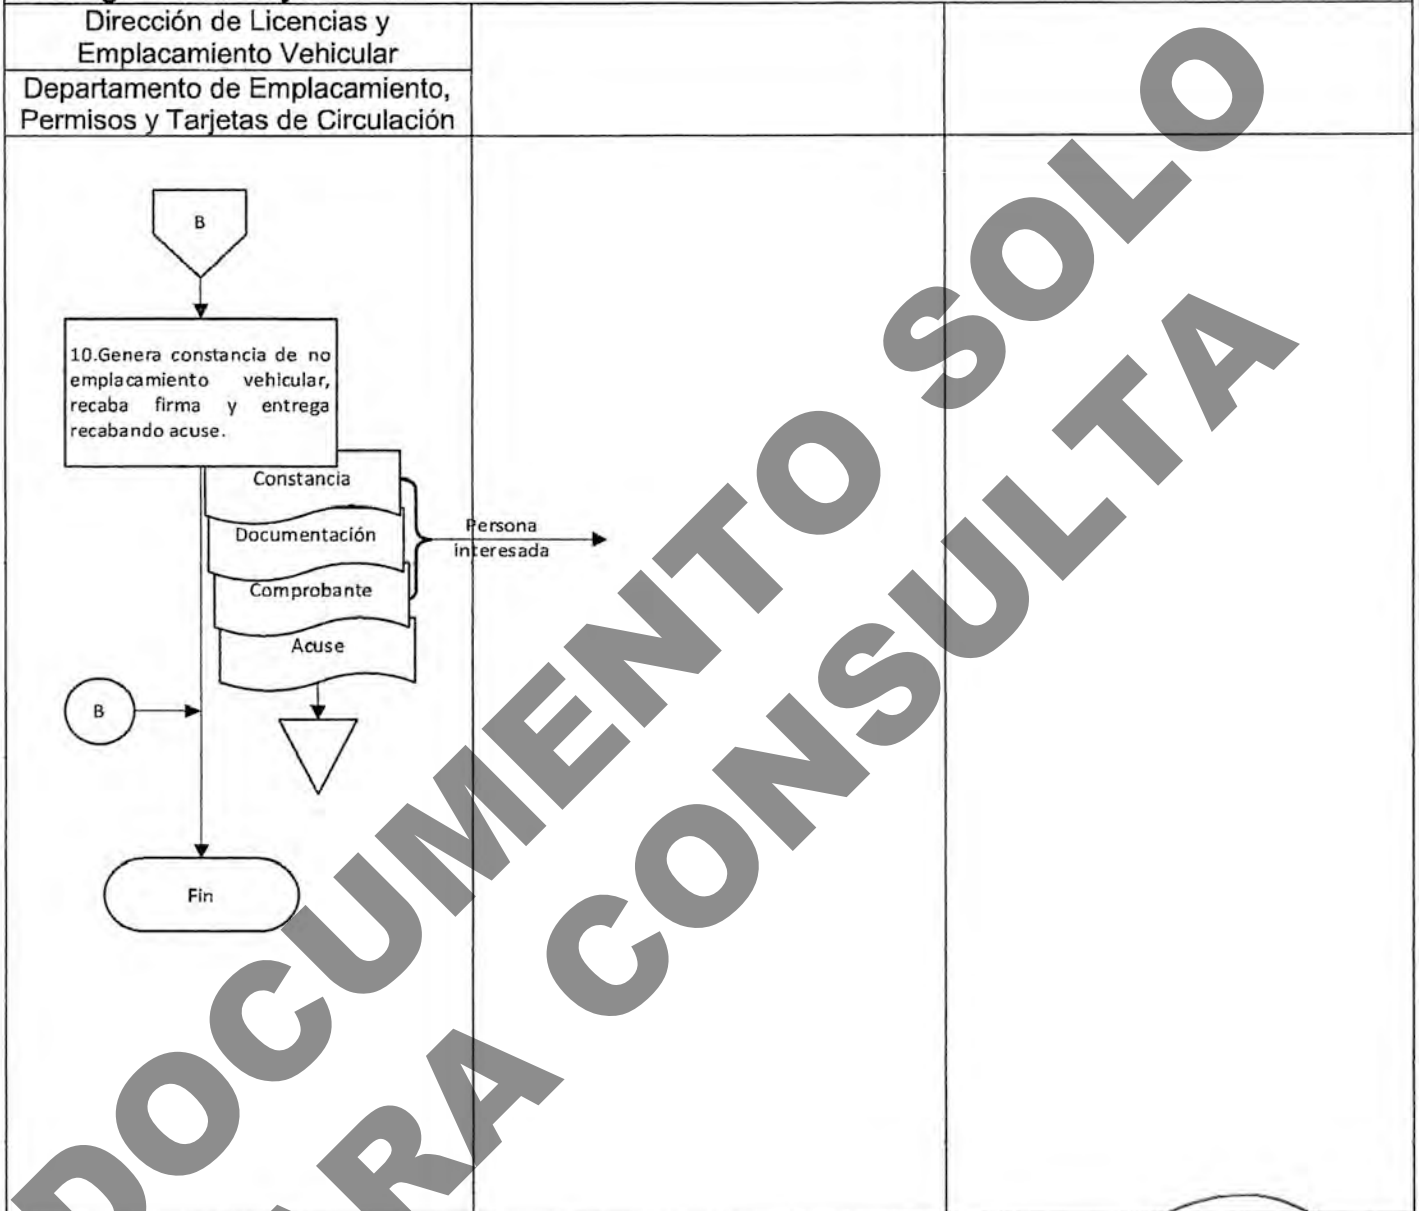 Dirección de Licencias y
Emplacamiento Vehicular
Departamento de Emplacamiento,
Permisos y Tarjetas de Circulación
B
10.Genera constancia de no
emplacamiento vehicular,
recaba firma y entrega
recabando acuse.
Constancia
Documentación
Comprobante
Acuse
Persona
interesada
B
Fin
DOCUMENTO SOLO
CONSULTA